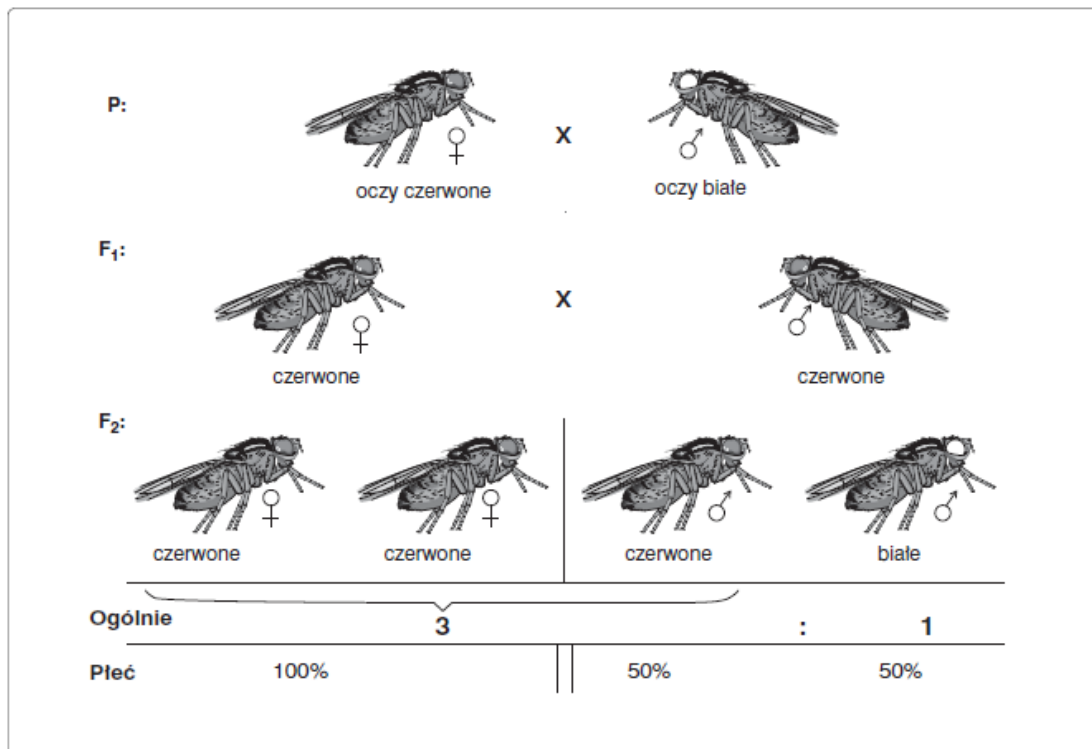 P:
♀ X ♂
oczy czerwone oczy białe
F1:
♀ X ♂
czerwone czerwone
F2:
♀ ♀ ♂ ♂
czerwone czerwone czerwone białe
Ogólnie 3 : 1
Płeć 100% 50% 50%